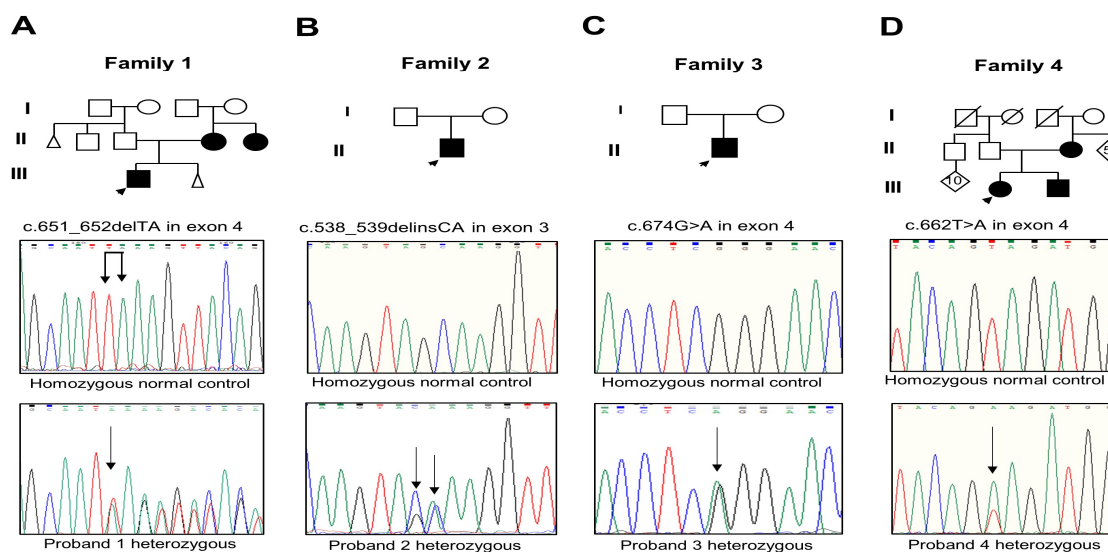 A
Family 1
I
II
III
c.651_652delTA in exon 4
Homozygous normal control
G C A A T A A A A G A C A C A
Proband 1 heterozygous
B
Family 2
I
II
c.538_539delinsCA in exon 3
Homozygous normal control
A A G T A C A A G G T T
Proband 2 heterozygous
C
Family 3
I
II
c.674G>A in exon 4
A C C T C G G G A A C
Homozygous normal control
Proband 3 heterozygous
D
Family 4
I
II
III
10
5
c.662T>A in exon 4
T A C A G T A G A T G
Homozygous normal control
T A C A G A A G A T G
Proband 4 heterozygous